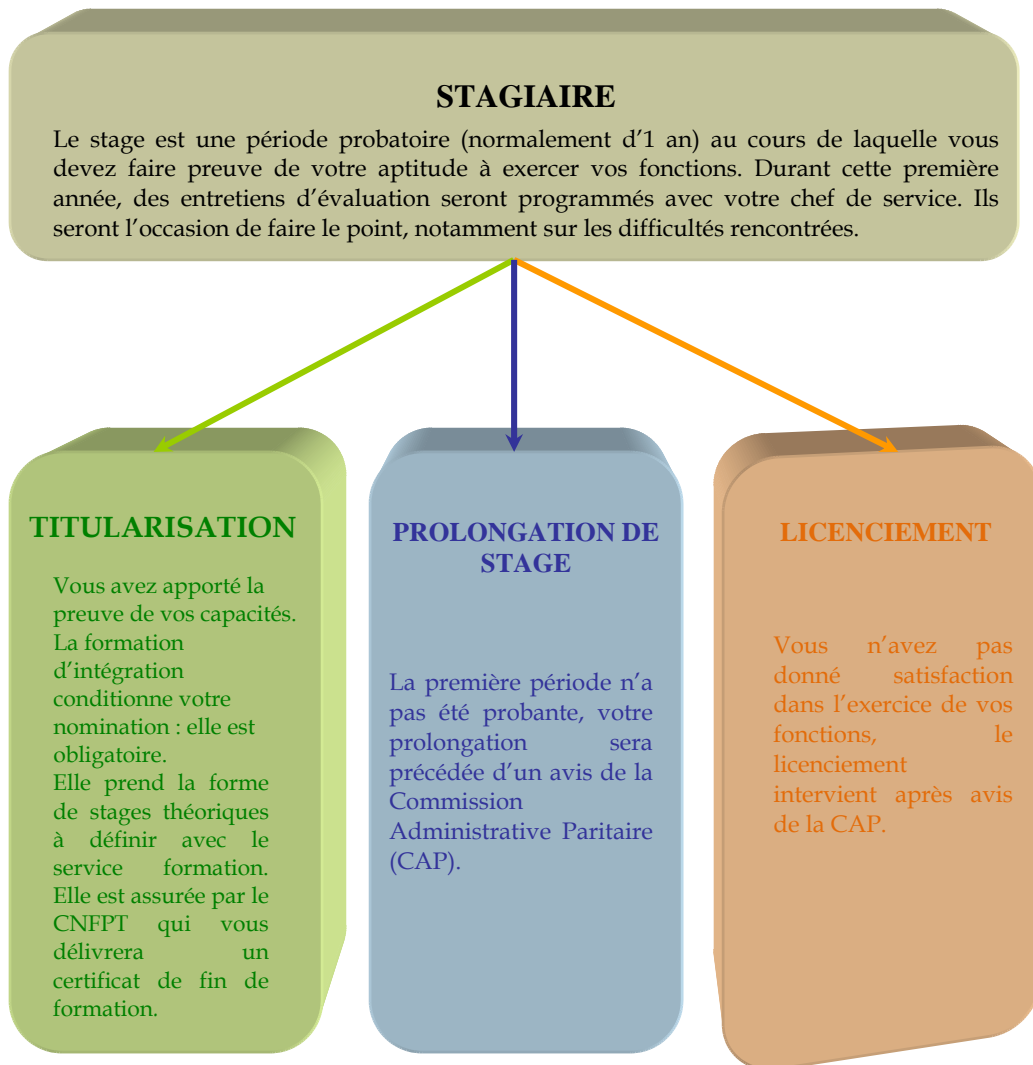 STAGIAIRE
Le stage est une période probatoire (normalement d’1 an) au cours de laquelle vous
devez faire preuve de votre aptitude à exercer vos fonctions. Durant cette première
année, des entretiens d’évaluation seront programmés avec votre chef de service. Ils
seront l’occasion de faire le point, notamment sur les difficultés rencontrées.
TITULARISATION
Vous avez apporté la
preuve de vos capacités.
La formation
d’intégration
conditionne votre
nomination : elle est
obligatoire.
Elle prend la forme
de stages théoriques
à définir avec le
service formation.
Elle est assurée par le
CNFPT qui vous
délivrera un
certificat de fin de
formation.
PROLONGATION DE
STAGE
La première période n’a
pas été probante, votre
prolongation sera
précédée d’un avis de la
Commission
Administrative Paritaire
(CAP).
LICENCIEMENT
Vous n’avez pas
donné satisfaction
dans l’exercice de vos
fonctions, le
licenciement
intervient après avis
de la CAP.